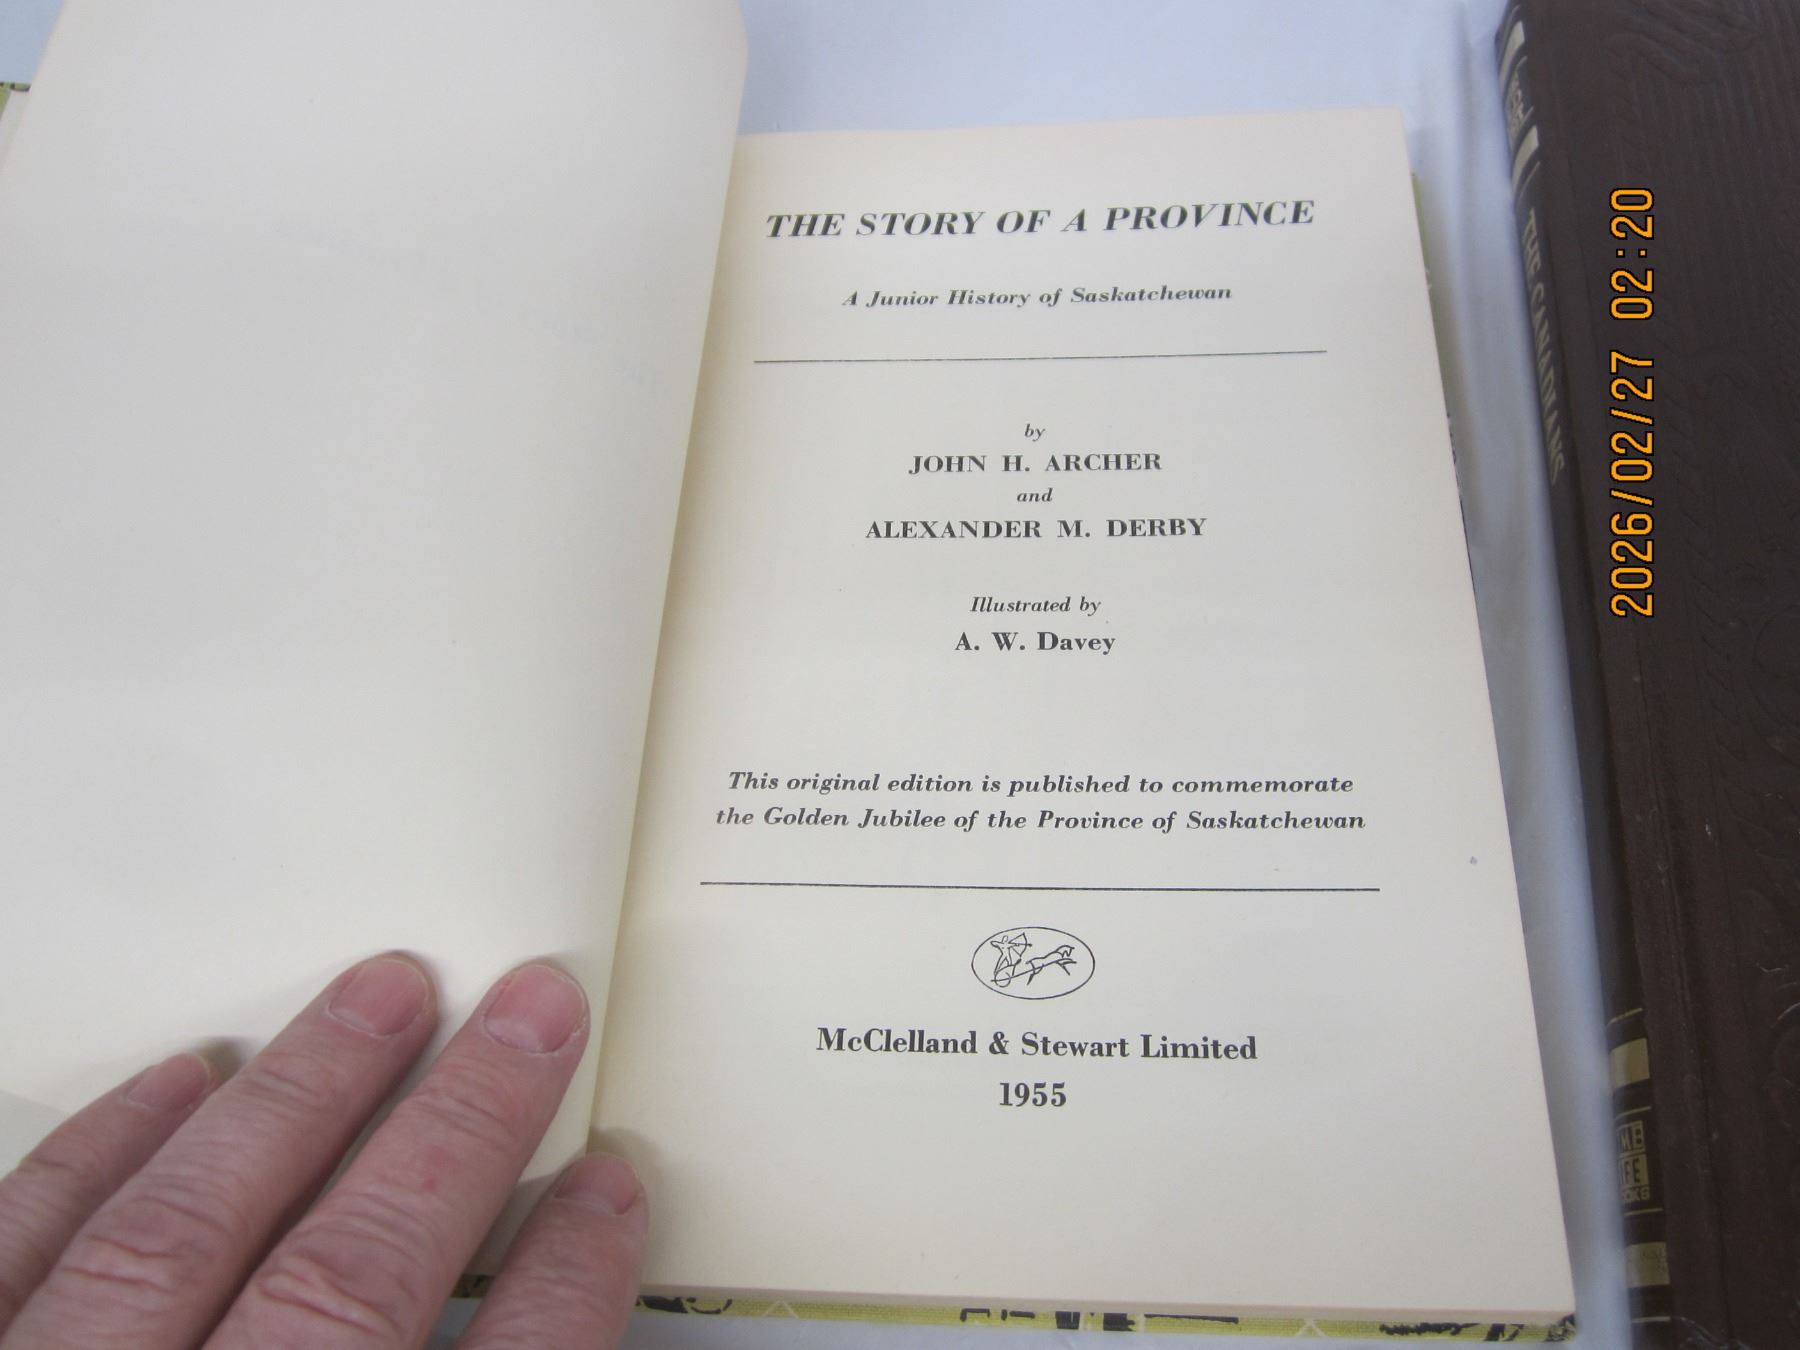 THE STORY OF A PROVINCE
A Junior History of Saskatchewan
by
JOHN H. ARCHER
and
ALEXANDER M. DERBY
Illustrated by
A. W. Davey
This original edition is published to commemorate
the Golden Jubilee of the Province of Saskatchewan
McClelland & Stewart Limited
1955
THE CANADIANS
2026/02/27 02:20